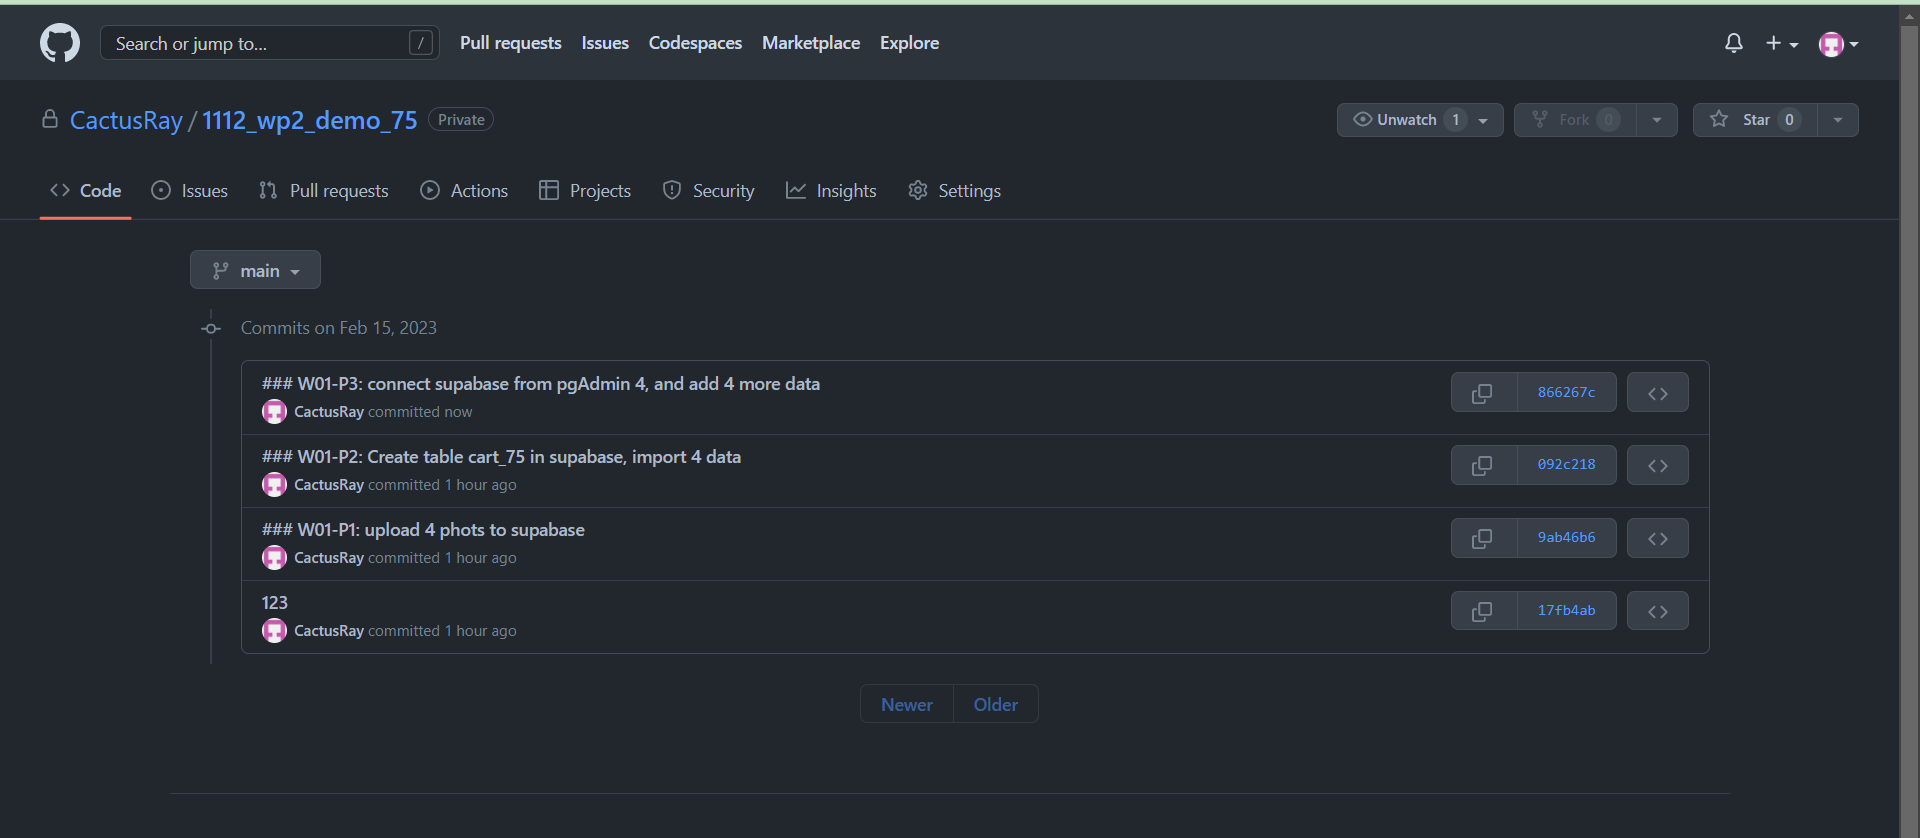 Search or jump to... / Pull requests Issues Codespaces Marketplace Explore
CactusRay / 1112_wp2_demo_75 Private Unwatch 1 Fork 0 Star 0
Code Issues Pull requests Actions Projects Security Insights Settings
main
Commits on Feb 15, 2023
### W01-P3: connect supabase from pgAdmin 4, and add 4 more data
866267c
CactusRay committed now
### W01-P2: Create table cart_75 in supabase, import 4 data
092c218
CactusRay committed 1 hour ago
### W01-P1: upload 4 phots to supabase
9ab46b6
CactusRay committed 1 hour ago
123
17fb4ab
CactusRay committed 1 hour ago
Newer Older